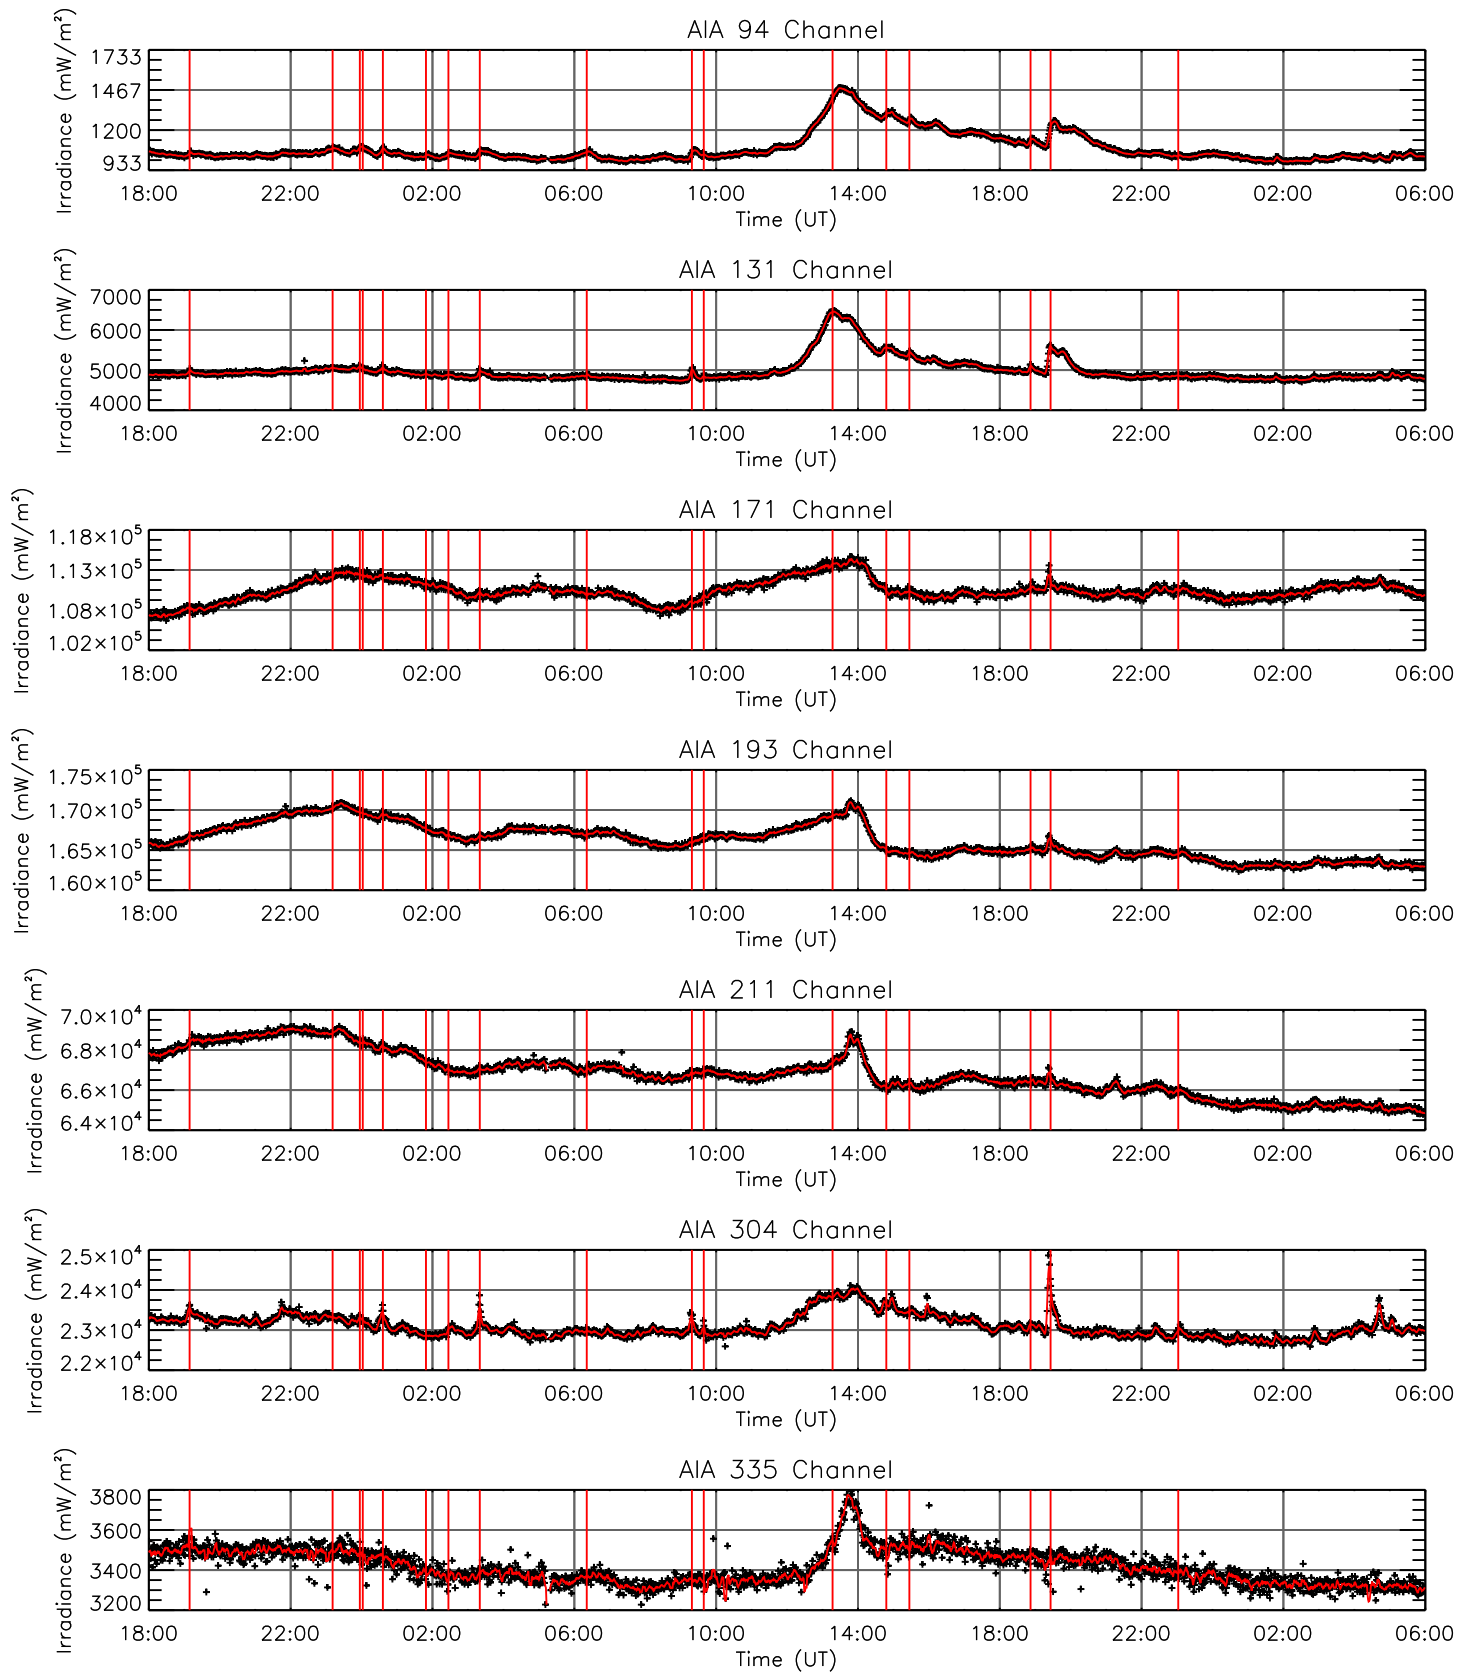 AIA 94 Channel
Irradiance (mW/m²)
1733
1467
1200
933
18:00 22:00 02:00 06:00 10:00 14:00 18:00 22:00 02:00 06:00
Time (UT)
AIA 131 Channel
Irradiance (mW/m²)
7000
6000
5000
4000
18:00 22:00 02:00 06:00 10:00 14:00 18:00 22:00 02:00 06:00
Time (UT)
AIA 171 Channel
Irradiance (mW/m²)
1.18×10⁵
1.13×10⁵
1.08×10⁵
1.02×10⁵
18:00 22:00 02:00 06:00 10:00 14:00 18:00 22:00 02:00 06:00
Time (UT)
AIA 193 Channel
Irradiance (mW/m²)
1.75×10⁵
1.70×10⁵
1.65×10⁵
1.60×10⁵
18:00 22:00 02:00 06:00 10:00 14:00 18:00 22:00 02:00 06:00
Time (UT)
AIA 211 Channel
Irradiance (mW/m²)
7.0×10⁴
6.8×10⁴
6.6×10⁴
6.4×10⁴
18:00 22:00 02:00 06:00 10:00 14:00 18:00 22:00 02:00 06:00
Time (UT)
AIA 304 Channel
Irradiance (mW/m²)
2.5×10⁴
2.4×10⁴
2.3×10⁴
2.2×10⁴
18:00 22:00 02:00 06:00 10:00 14:00 18:00 22:00 02:00 06:00
Time (UT)
AIA 335 Channel
Irradiance (mW/m²)
3800
3600
3400
3200
18:00 22:00 02:00 06:00 10:00 14:00 18:00 22:00 02:00 06:00
Time (UT)